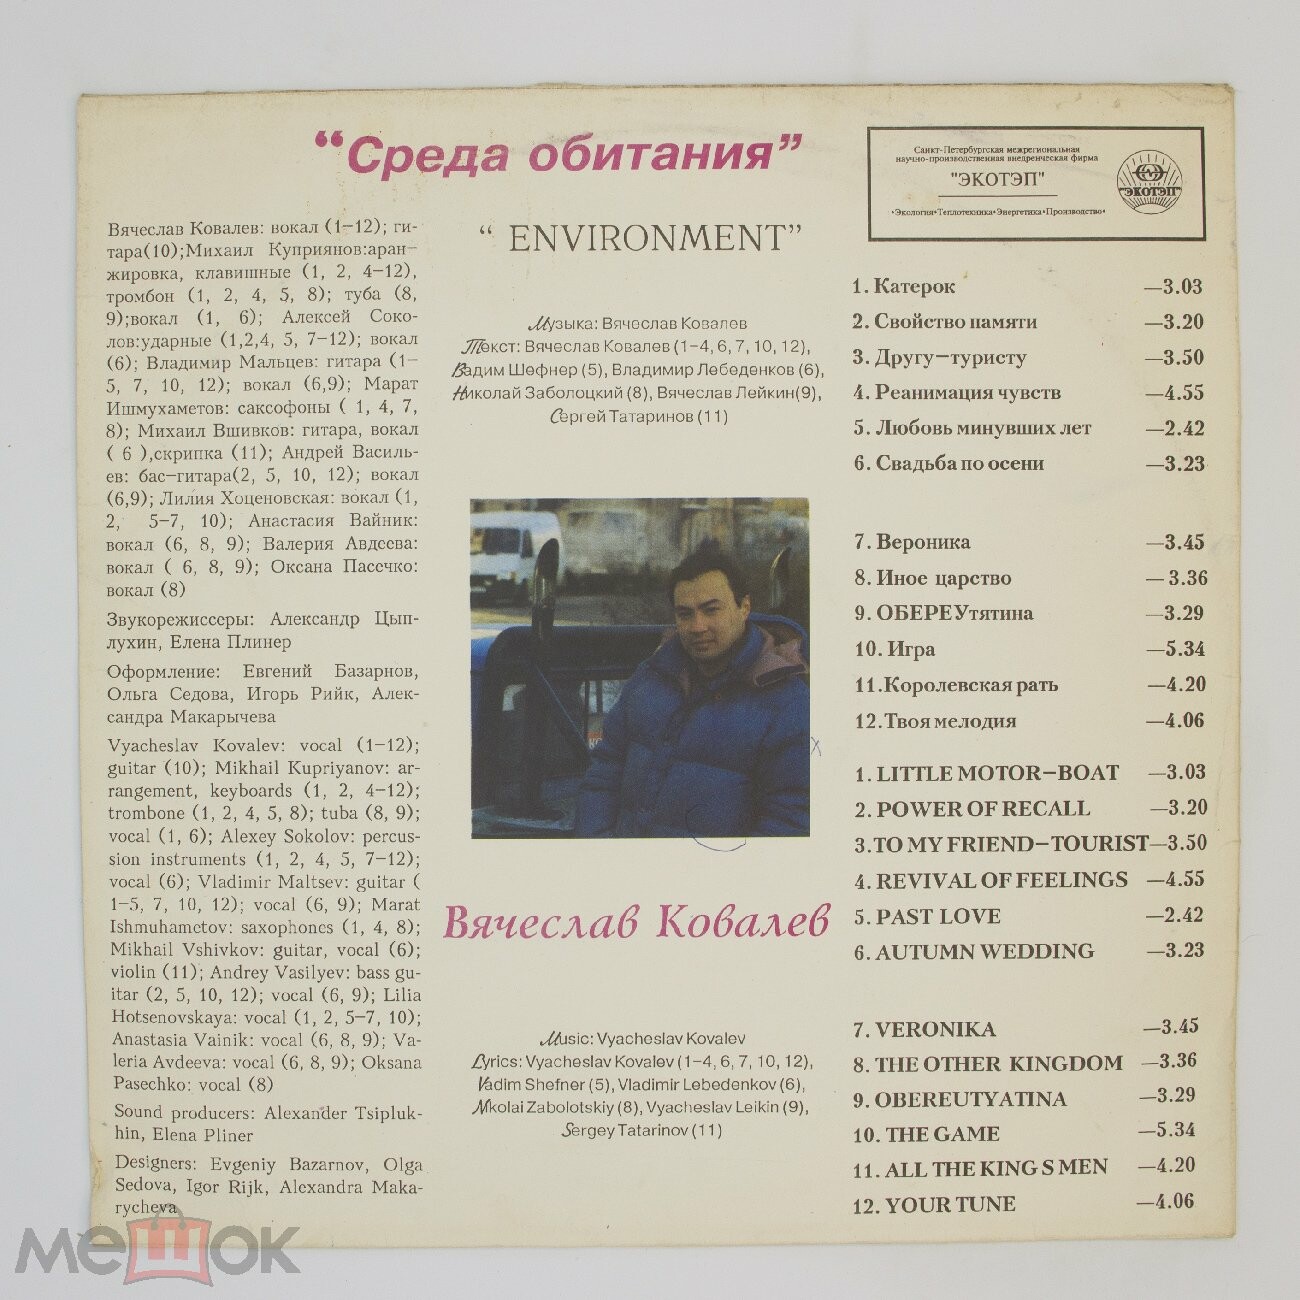 “Среда обитания”
Вячеслав Ковалев: вокал (1—12); ги-
тара(10);Михаил Куприянов:аран-
жировка, клавишные (1, 2, 4—12),
тромбон (1, 2, 4, 5, 8); туба (8,
9);вокал (1, 6); Алексей Соко-
лов:ударные (1,2,4, 5, 7—12); вокал
(6); Владимир Мальцев: гитара (1—
5, 7, 10, 12); вокал (6,9); Марат
Ишмухаметов: саксофоны ( 1, 4, 7,
8); Михаил Вшивков: гитара, вокал
( 6 ),скрипка (11); Андрей Василь-
ев: бас—гитара(2, 5, 10, 12); вокал
(6,9); Лилия Хоценовская: вокал (1,
2, 5—7, 10); Анастасия Вайник:
вокал (6, 8, 9); Валерия Авдеева:
вокал ( 6, 8, 9); Оксана Пасечко:
вокал (8)
Звукорежиссеры: Александр Цып-
лухин, Елена Плинер
Оформление: Евгений Базарнов,
Ольга Седова, Игорь Рийк, Алек-
сандра Макарычева
Vyacheslav Kovalev: vocal (1—12);
guitar (10); Mikhail Kupriyanov: ar-
rangement, keyboards (1, 2, 4—12);
trombone (1, 2, 4, 5, 8); tuba (8, 9);
vocal (1, 6); Alexey Sokolov: percus-
sion instruments (1, 2, 4, 5, 7—12);
vocal (6); Vladimir Maltsev: guitar (
1—5, 7, 10, 12); vocal (6, 9); Marat
Ishmuhametov: saxophones (1, 4, 8);
Mikhail Vshivkov: guitar, vocal (6);
violin (11); Andrey Vasilyev: bass gu-
itar (2, 5, 10, 12); vocal (6, 9); Lilia
Hotsenovskaya: vocal (1, 2, 5—7, 10);
Anastasia Vainik: vocal (6, 8, 9); Va-
leria Avdeeva: vocal (6, 8, 9); Oksana
Pasechko: vocal (8)
Sound producers: Alexander Tsipluk-
hin, Elena Pliner
Designers: Evgeniy Bazarnov, Olga
Sedova, Igor Rijk, Alexandra Maka-
rycheva
“ ENVIRONMENT”
Музыка: Вячеслав Ковалев
Текст: Вячеслав Ковалев (1—4, 6, 7, 10, 12),
Вадим Шефнер (5), Владимир Лебеденков (6),
Николай Заболоцкий (8), Вячеслав Лейкин(9),
Сергей Татаринов (11)
Вячеслав Ковалев
Music: Vyacheslav Kovalev
Lyrics: Vyacheslav Kovalev (1—4, 6, 7, 10, 12),
Vadim Shefner (5), Vladimir Lebedenkov (6),
Nikolai Zabolotskiy (8), Vyacheslav Leikin (9),
Sergey Tatarinov (11)
Санкт-Петербургская межрегиональная
научно-производственная внедренческая фирма
"ЭКОТЭП"
•Экология•Теплотехника•Энергетика•Производство•
"ЭКОТЭП"
1. Катерок —3.03
2. Свойство памяти —3.20
3. Другу—туристу —3.50
4. Реанимация чувств —4.55
5. Любовь минувших лет —2.42
6. Свадьба по осени —3.23
7. Вероника —3.45
8. Иное царство —3.36
9. ОБЕРЕУтятина —3.29
10. Игра —5.34
11.Королевская рать —4.20
12.Твоя мелодия —4.06
1. LITTLE MOTOR—BOAT —3.03
2. POWER OF RECALL —3.20
3.TO MY FRIEND—TOURIST—3.50
4. REVIVAL OF FEELINGS —4.55
5. PAST LOVE —2.42
6. AUTUMN WEDDING —3.23
7. VERONIKA —3.45
8. THE OTHER KINGDOM —3.36
9. OBEREUTYATINA —3.29
10. THE GAME —5.34
11. ALL THE KING S MEN —4.20
12. YOUR TUNE —4.06
мешок